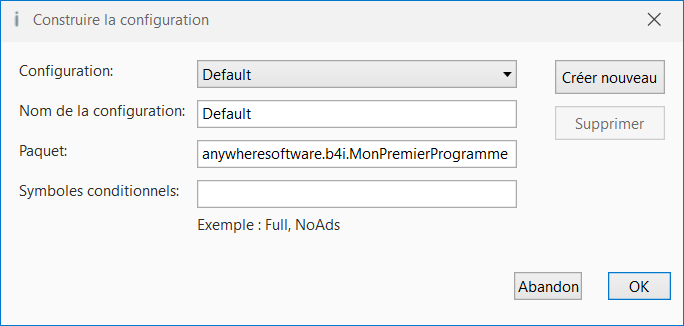 Construire la configuration
Configuration:
Default
Créer nouveau
Nom de la configuration:
Default
Supprimer
Paquet:
anywheresoftware.b4i.MonPremierProgramme
Symboles conditionnels:
Exemple : Full, NoAds
Abandon
OK